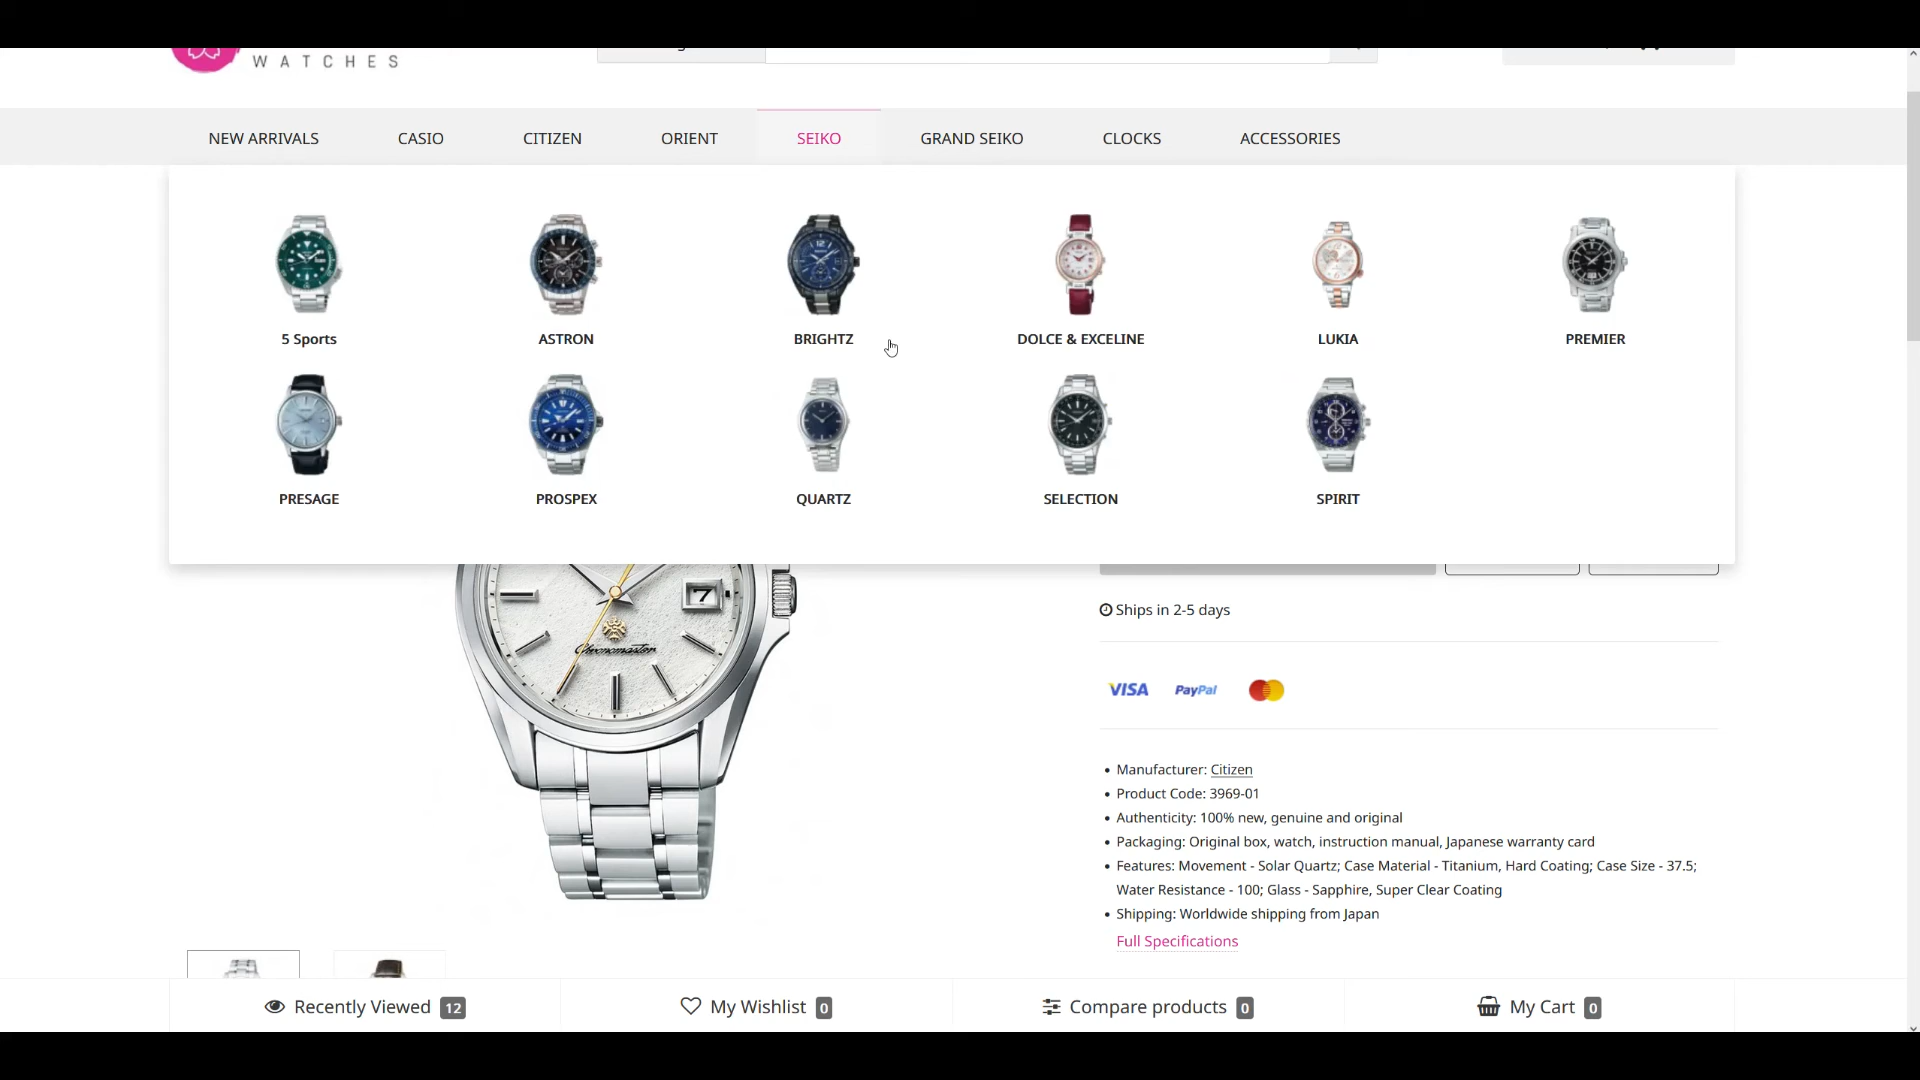 WATCHES
NEW ARRIVALS CASIO CITIZEN ORIENT SEIKO GRAND SEIKO CLOCKS ACCESSORIES
5 Sports ASTRON BRIGHTZ DOLCE & EXCELINE LUKIA PREMIER
PRESAGE PROSPEX QUARTZ SELECTION SPIRIT
7
Chronomaster
Ships in 2-5 days
VISA PayPal
• Manufacturer: Citizen
• Product Code: 3969-01
• Authenticity: 100% new, genuine and original
• Packaging: Original box, watch, instruction manual, Japanese warranty card
• Features: Movement - Solar Quartz; Case Material - Titanium, Hard Coating; Case Size - 37.5;
Water Resistance - 100; Glass - Sapphire, Super Clear Coating
• Shipping: Worldwide shipping from Japan
Full Specifications
Recently Viewed 12 My Wishlist 0 Compare products 0 My Cart 0